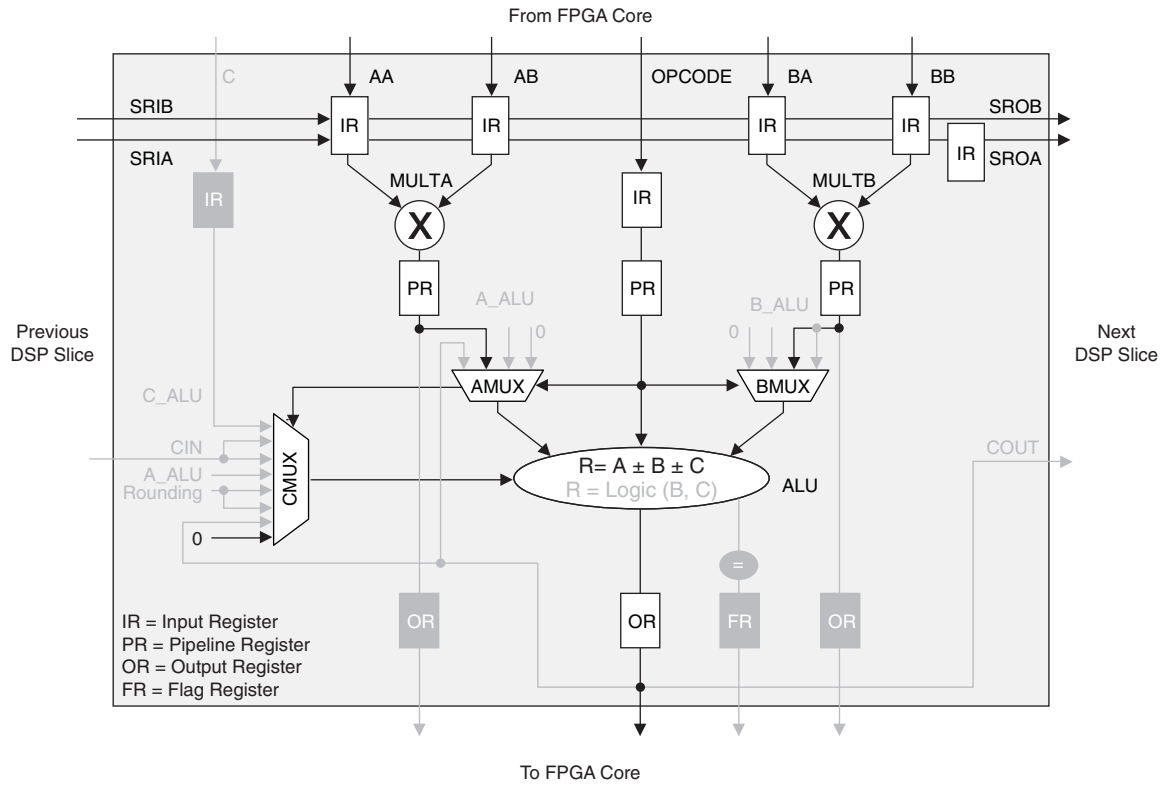 From FPGA Core
C
AA
AB
OPCODE
BA
BB
SRIB
SROB
IR
IR
IR
IR
SRIA
IR
SROA
MULTA
MULTB
IR
IR
X
X
PR
PR
PR
A_ALU
B_ALU
0
0
Previous
DSP Slice
Next
DSP Slice
AMUX
BMUX
C_ALU
CIN
COUT
A_ALU
Rounding
CMUX
R= A ± B ± C
R = Logic (B, C)
ALU
0
=
OR
OR
FR
OR
IR = Input Register
PR = Pipeline Register
OR = Output Register
FR = Flag Register
To FPGA Core